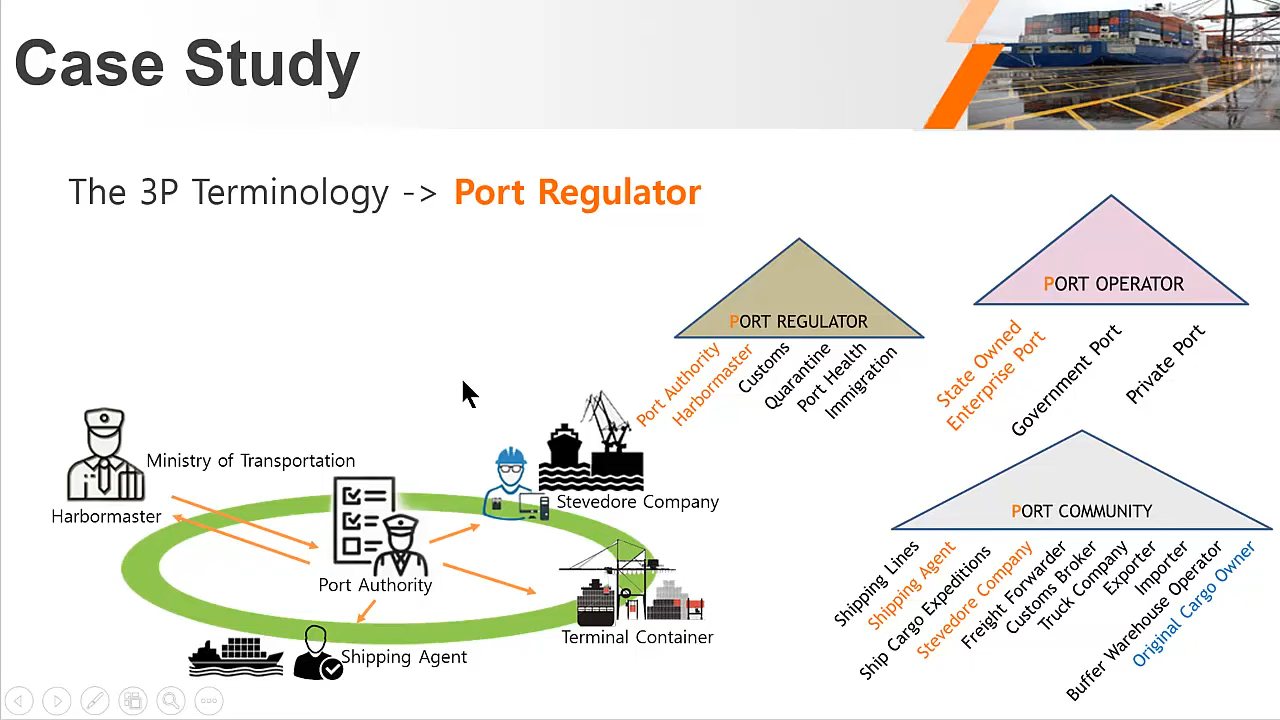 Case Study
The 3P Terminology -> Port Regulator
PORT REGULATOR
Port Authority
Harbormaster
Customs
Quarantine
Port Health
Immigration
PORT OPERATOR
State Owned
Enterprise Port
Government Port
Private Port
PORT COMMUNITY
Shipping Lines
Shipping Agent
Ship Cargo Expeditions
Stevedore Company
Freight Forwarder
Customs Broker
Truck Company
Exporter
Importer
Buffer Warehouse Operator
Original Cargo Owner
Ministry of Transportation
Harbormaster
Port Authority
Stevedore Company
Terminal Container
Shipping Agent